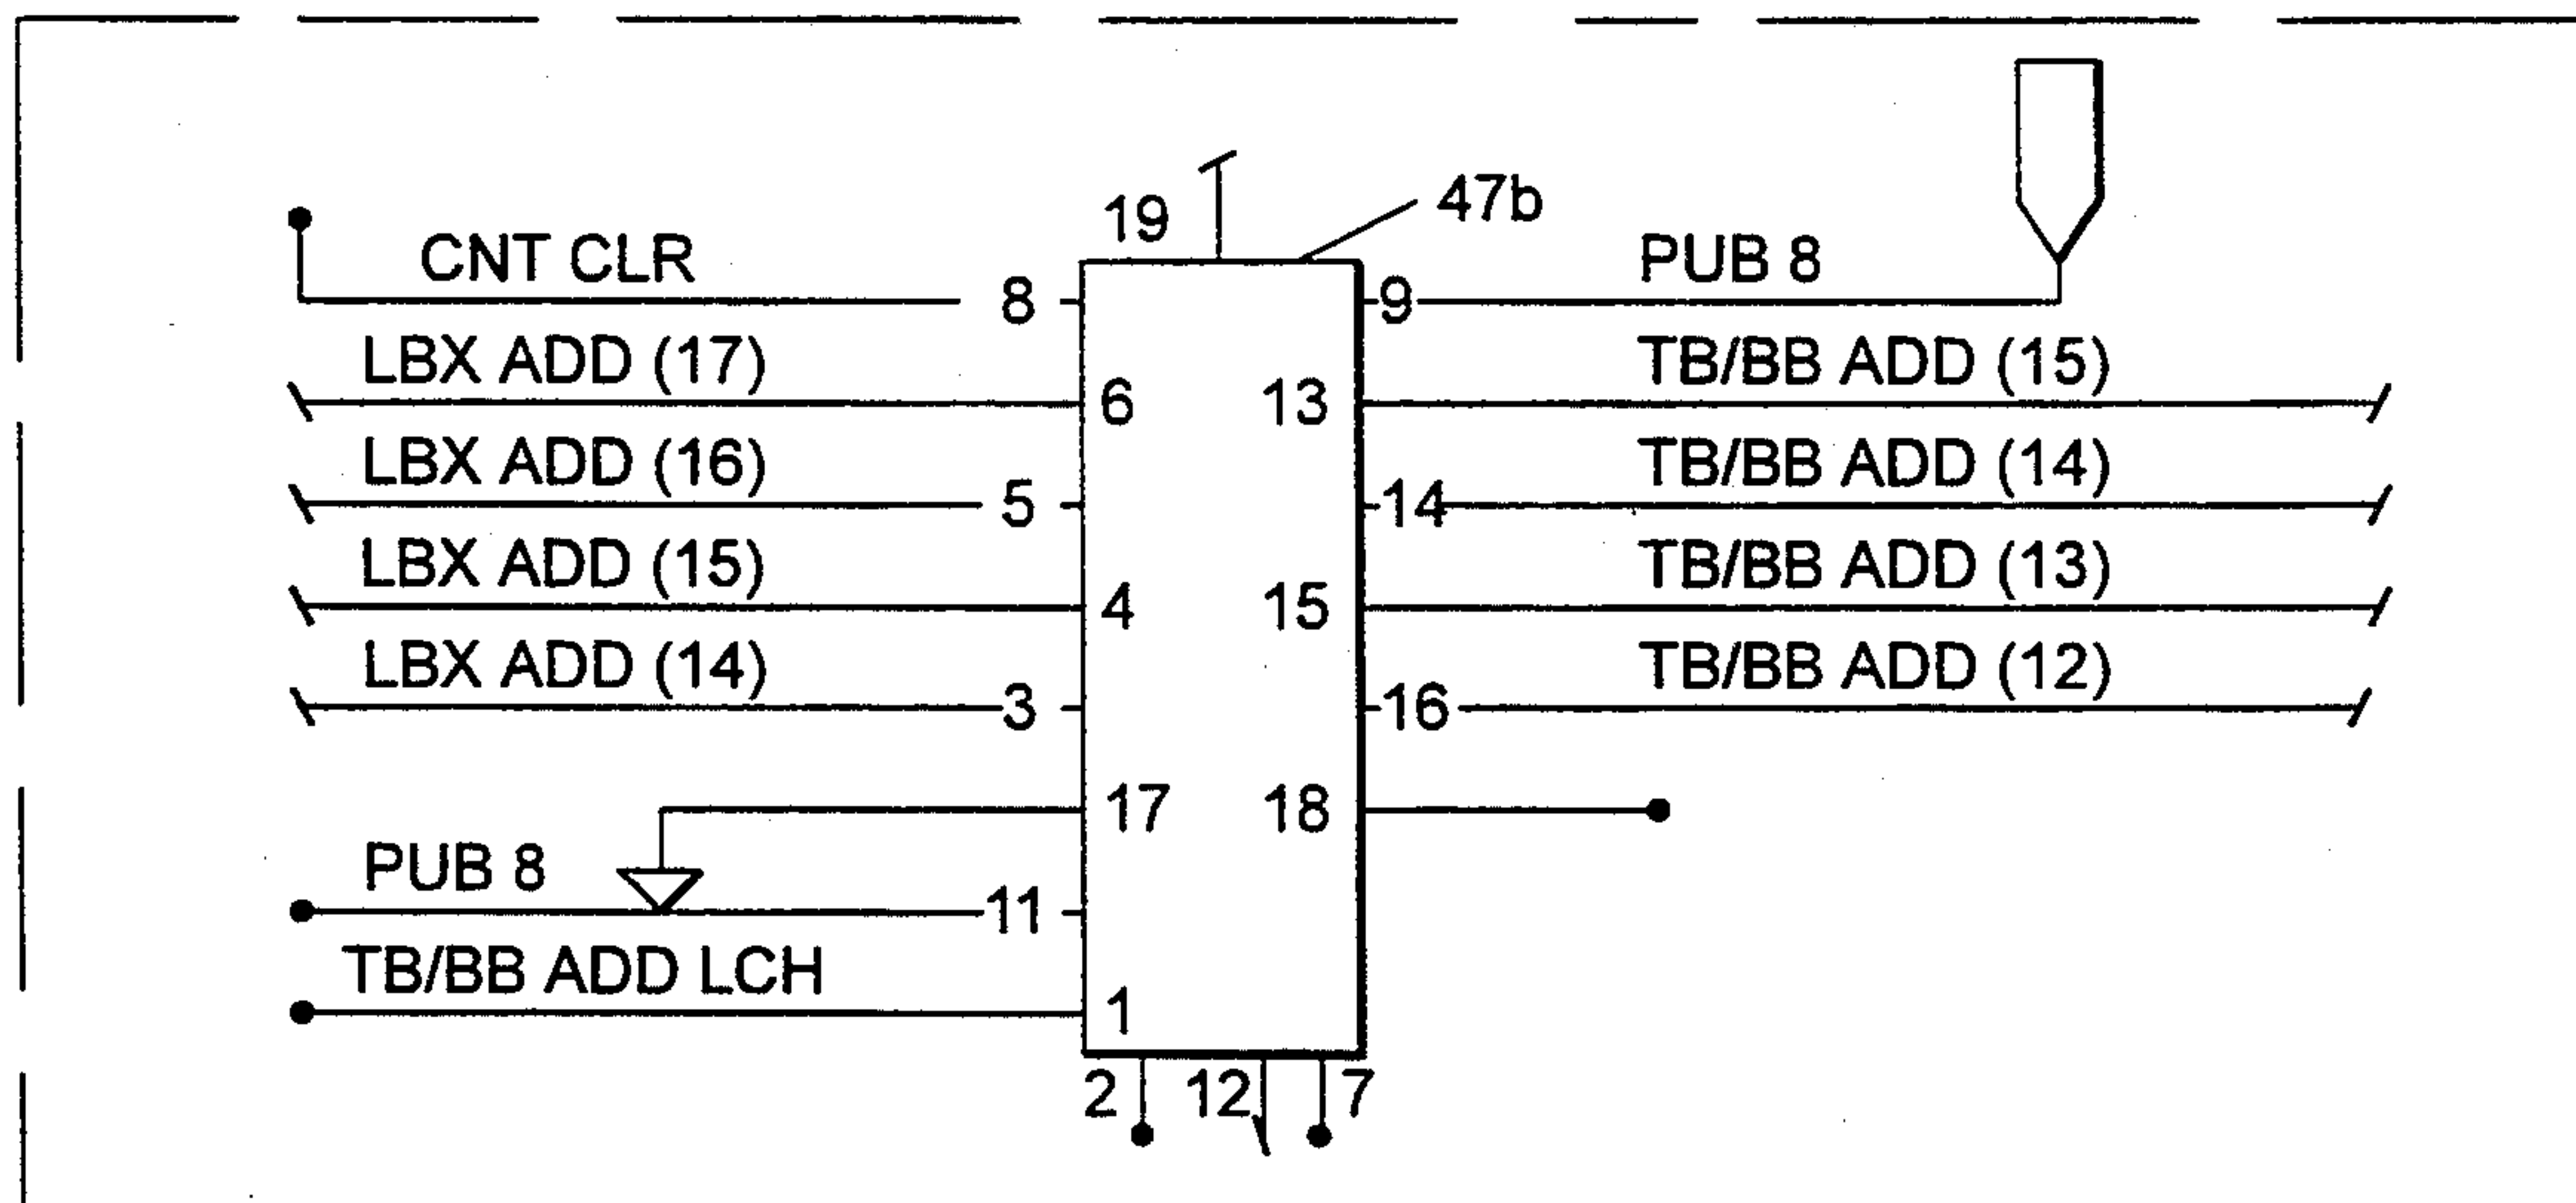 19
47b
CNT CLR
8
9
PUB 8
LBX ADD (17)
6
13
TB/BB ADD (15)
LBX ADD (16)
5
14
TB/BB ADD (14)
LBX ADD (15)
4
15
TB/BB ADD (13)
LBX ADD (14)
3
16
TB/BB ADD (12)
17
18
PUB 8
11
TB/BB ADD LCH
1
2
12
7